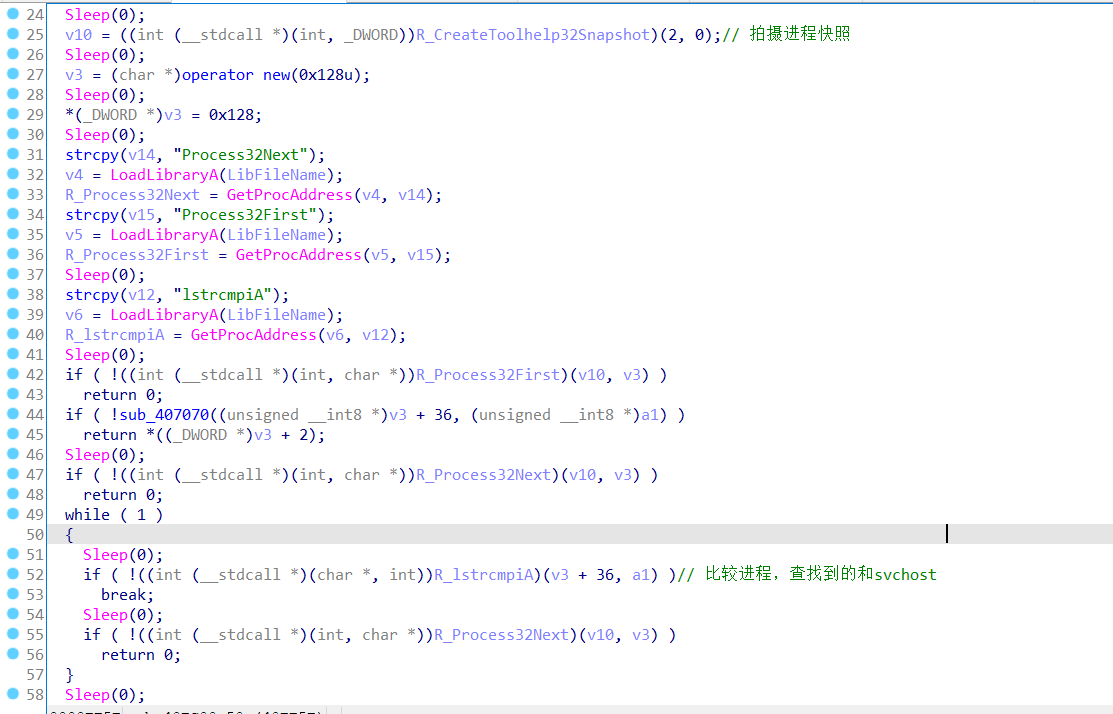 24 Sleep(0);
25 v10 = ((int (__stdcall *)(int, _DWORD))R_CreateToolhelp32Snapshot)(2, 0);// 拍摄进程快照
26 Sleep(0);
27 v3 = (char *)operator new(0x128u);
28 Sleep(0);
29 *(_DWORD *)v3 = 0x128;
30 Sleep(0);
31 strcpy(v14, "Process32Next");
32 v4 = LoadLibraryA(LibFileName);
33 R_Process32Next = GetProcAddress(v4, v14);
34 strcpy(v15, "Process32First");
35 v5 = LoadLibraryA(LibFileName);
36 R_Process32First = GetProcAddress(v5, v15);
37 Sleep(0);
38 strcpy(v12, "lstrcmpiA");
39 v6 = LoadLibraryA(LibFileName);
40 R_lstrcmpiA = GetProcAddress(v6, v12);
41 Sleep(0);
42 if ( !((int (__stdcall *)(int, char *))R_Process32First)(v10, v3) )
43 return 0;
44 if ( !sub_407070((unsigned __int8 *)v3 + 36, (unsigned __int8 *)a1) )
45 return *((_DWORD *)v3 + 2);
46 Sleep(0);
47 if ( !((int (__stdcall *)(int, char *))R_Process32Next)(v10, v3) )
48 return 0;
49 while ( 1 )
50 {
51 Sleep(0);
52 if ( !((int (__stdcall *)(char *, int))R_lstrcmpiA)(v3 + 36, a1) )// 比较进程，查找到的和svchost
53 break;
54 Sleep(0);
55 if ( !((int (__stdcall *)(int, char *))R_Process32Next)(v10, v3) )
56 return 0;
57 }
58 Sleep(0);